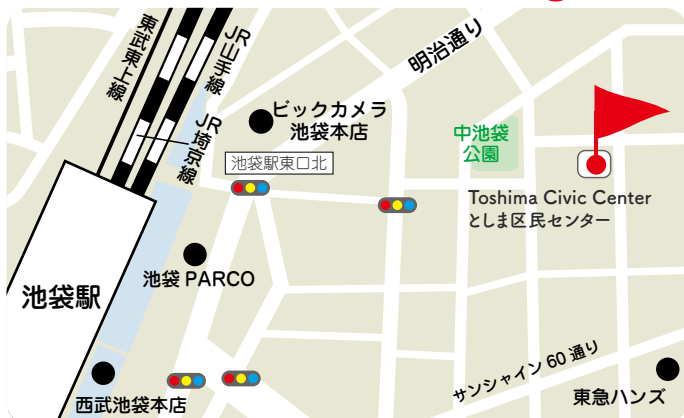 東武東上線
JR山手線
JR埼京線
明治通り
ビックカメラ
池袋本店
池袋駅東口北
中池袋
公園
Toshima Civic Center
としま区民センター
池袋 PARCO
池袋駅
西武池袋本店
サンシャイン 60 通り
東急ハンズ